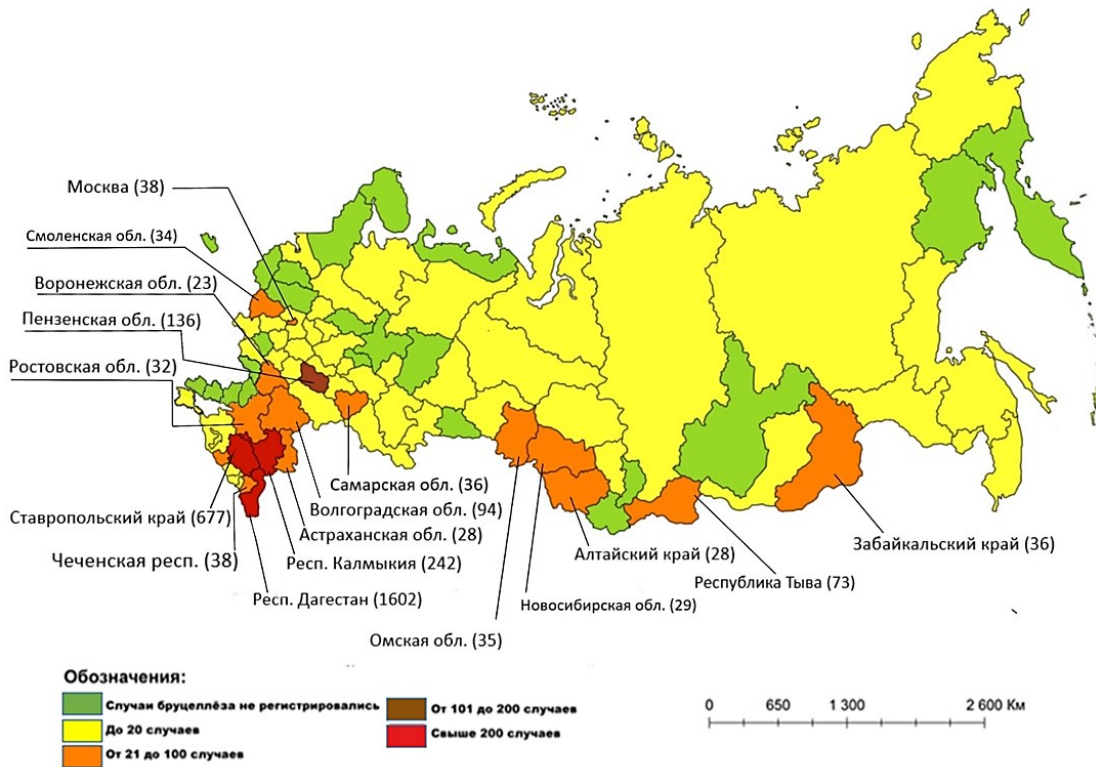 Москва (38)
Смоленская обл. (34)
Воронежская обл. (23)
Пензенская обл. (136)
Ростовская обл. (32)
Самарская обл. (36)
Волгоградская обл. (94)
Ставропольский край (677)
Астраханская обл. (28)
Чеченская респ. (38)
Респ. Калмыкия (242)
Респ. Дагестан (1602)
Омская обл. (35)
Новосибирская обл. (29)
Алтайский край (28)
Республика Тыва (73)
Забайкальский край (36)
Обозначения:
Случаи бруцеллёза не регистрировались
До 20 случаев
От 21 до 100 случаев
От 101 до 200 случаев
Свыше 200 случаев
0 650 1 300 2 600 Км